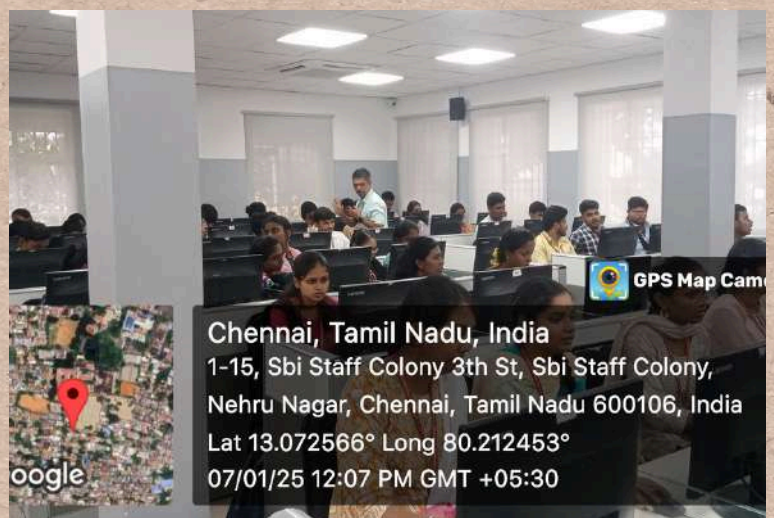 GPS Map Cam
oogle
Chennai, Tamil Nadu, India
1-15, Sbi Staff Colony 3th St, Sbi Staff Colony,
Nehru Nagar, Chennai, Tamil Nadu 600106, India
Lat 13.072566° Long 80.212453°
07/01/25 12:07 PM GMT +05:30